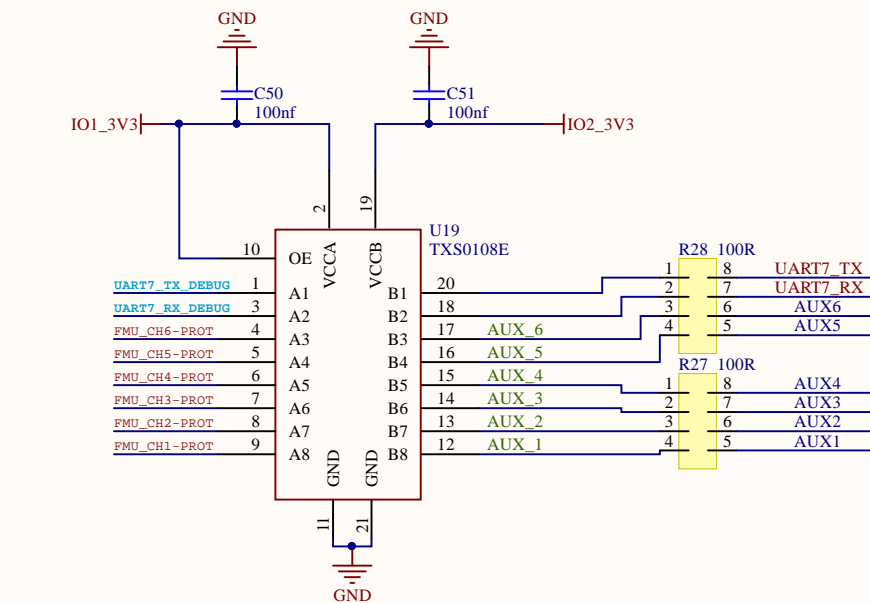 GND GND
C50 C51
100nf 100nf
IO1_3V3 IO2_3V3
2 19
U19
TXS0108E
VCCA VCCB
10 OE
R28 100R
UART7_TX_DEBUG 1 A1 B1 20 1 8 UART7_TX
UART7_RX_DEBUG 3 A2 B2 18 2 7 UART7_RX
FMU_CH6-PROT 4 A3 B3 17 AUX_6 3 6 AUX6
FMU_CH5-PROT 5 A4 B4 16 AUX_5 4 5 AUX5
R27 100R
FMU_CH4-PROT 6 A5 B5 15 AUX_4 1 8 AUX4
FMU_CH3-PROT 7 A6 B6 14 AUX_3 2 7 AUX3
FMU_CH2-PROT 8 A7 B7 13 AUX_2 3 6 AUX2
FMU_CH1-PROT 9 A8 B8 12 AUX_1 4 5 AUX1
GND GND
11 21
GND